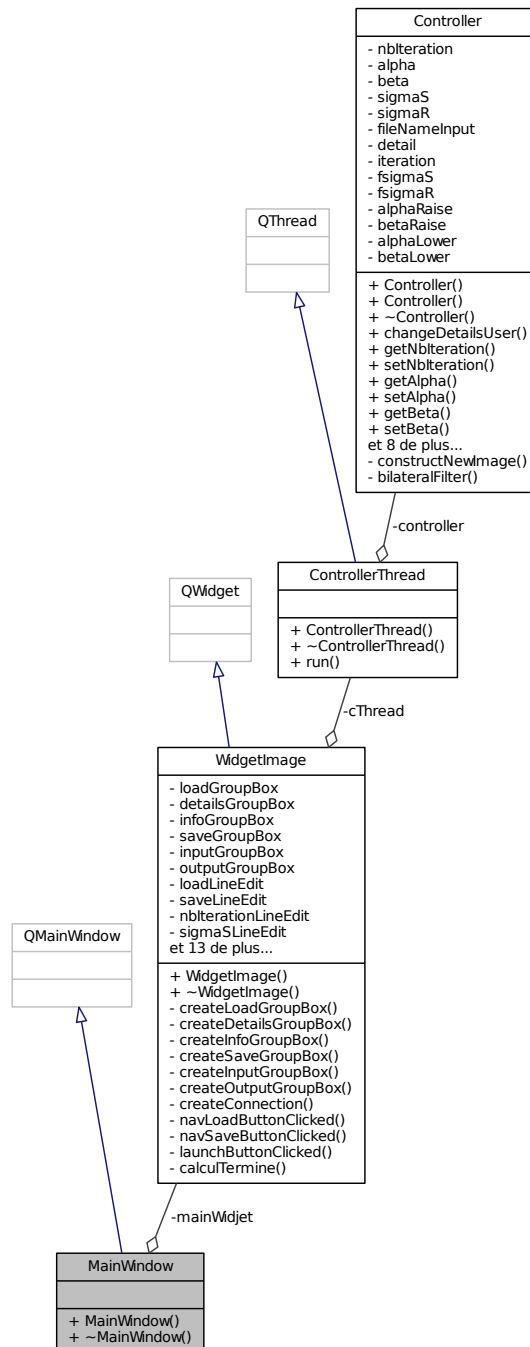 Controller
- nbIteration
- alpha
- beta
- sigmaS
- sigmaR
- fileNameInput
- detail
- iteration
- fsigmaS
- fsigmaR
- alphaRaise
- betaRaise
- alphaLower
- betaLower
+ Controller()
+ Controller()
+ ~Controller()
+ changeDetailsUser()
+ getNbIteration()
+ setNbIteration()
+ getAlpha()
+ setAlpha()
+ getBeta()
+ setBeta()
et 8 de plus...
- constructNewImage()
- bilateralFilter()
QThread
-controller
ControllerThread
+ ControllerThread()
+ ~ControllerThread()
+ run()
QWidget
-cThread
WidgetImage
- loadGroupBox
- detailsGroupBox
- infoGroupBox
- saveGroupBox
- inputGroupBox
- outputGroupBox
- loadLineEdit
- saveLineEdit
- nbIterationLineEdit
- sigmaSLineEdit
et 13 de plus...
+ WidgetImage()
+ ~WidgetImage()
- createLoadGroupBox()
- createDetailsGroupBox()
- createInfoGroupBox()
- createSaveGroupBox()
- createInputGroupBox()
- createOutputGroupBox()
- createConnection()
- navLoadButtonClicked()
- navSaveButtonClicked()
- launchButtonClicked()
- calculTermine()
QMainWindow
-mainWidjet
MainWindow
+ MainWindow()
+ ~MainWindow()